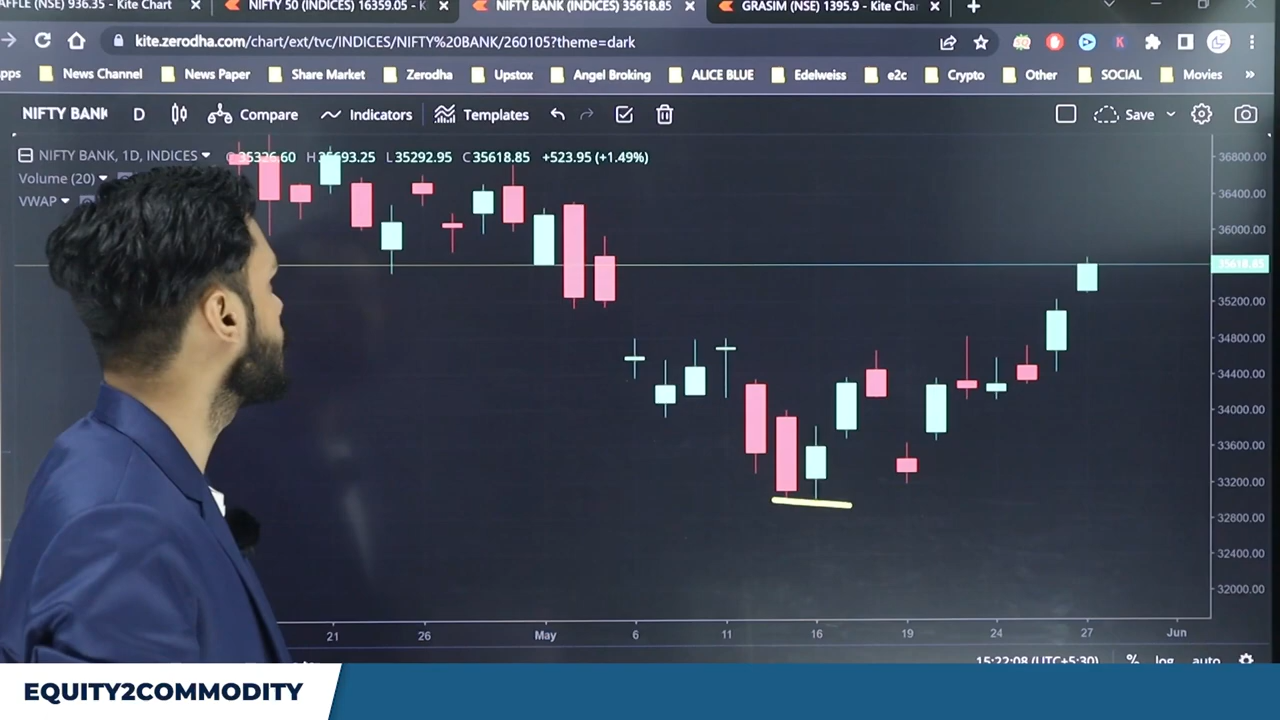 AFFLE (NSE) 936.35 - Kite Chart
NIFTY 50 (INDICES) 16359.05 - K
NIFTY BANK (INDICES) 35618.85
GRASIM (NSE) 1395.9 - Kite Char
kite.zerodha.com/chart/ext/tvc/INDICES/NIFTY%20BANK/260105?theme=dark
pps News Channel News Paper Share Market Zerodha Upstox Angel Broking ALICE BLUE Edelweiss e2c Crypto Other SOCIAL Movies »
NIFTY BANK D Compare Indicators Templates Save
NIFTY BANK, 1D, INDICES O35326.60 H35693.25 L35292.95 C35618.85 +523.95 (+1.49%)
Volume (20)
VWAP
36800.00
36400.00
36000.00
35618.85
35200.00
34800.00
34400.00
34000.00
33600.00
33200.00
32800.00
32400.00
32000.00
21 26 May 6 11 16 19 24 27 Jun
15:22:08 (UTC+5:30) % log auto
EQUITY2COMMODITY